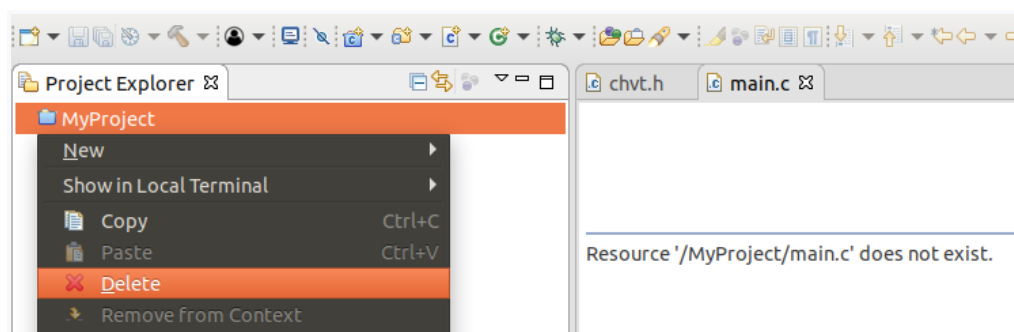 Project Explorer
chvt.h
main.c
MyProject
New
Show in Local Terminal
Copy Ctrl+C
Paste Ctrl+V
Delete
Remove from Context
Resource '/MyProject/main.c' does not exist.